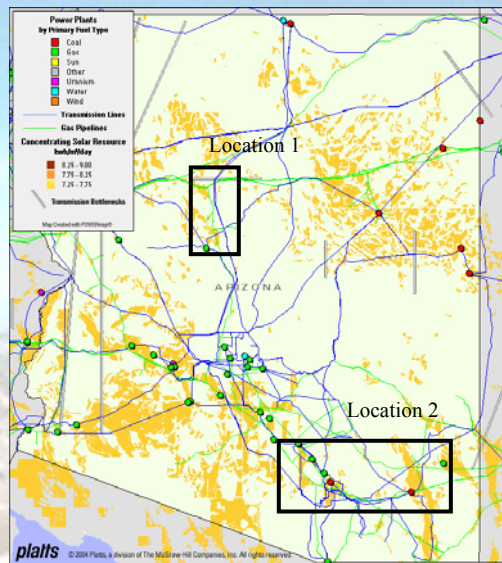 Power Plants
by Primary Fuel Type
Coal
Gas
Sun
Other
Uranium
Water
Wind
Transmission Lines
Gas Pipelines
Concentrating Solar Resource
kwh/m²/day
8.25 - 9.00
7.75 - 8.25
7.25 - 7.75
Transmission Bottlenecks
Map Created with POWERmap®
Location 1
ARIZONA
Location 2
platts © 2004 Platts, a division of The McGraw-Hill Companies, Inc. All rights reserved.